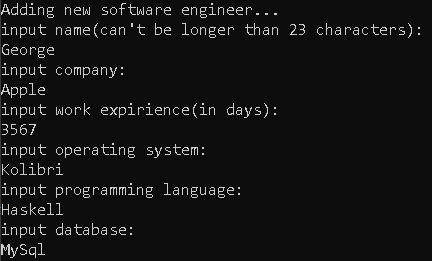 Adding new software engineer...
input name(can't be longer than 23 characters):
George
input company:
Apple
input work expirience(in days):
3567
input operating system:
Kolibri
input programming language:
Haskell
input database:
MySql